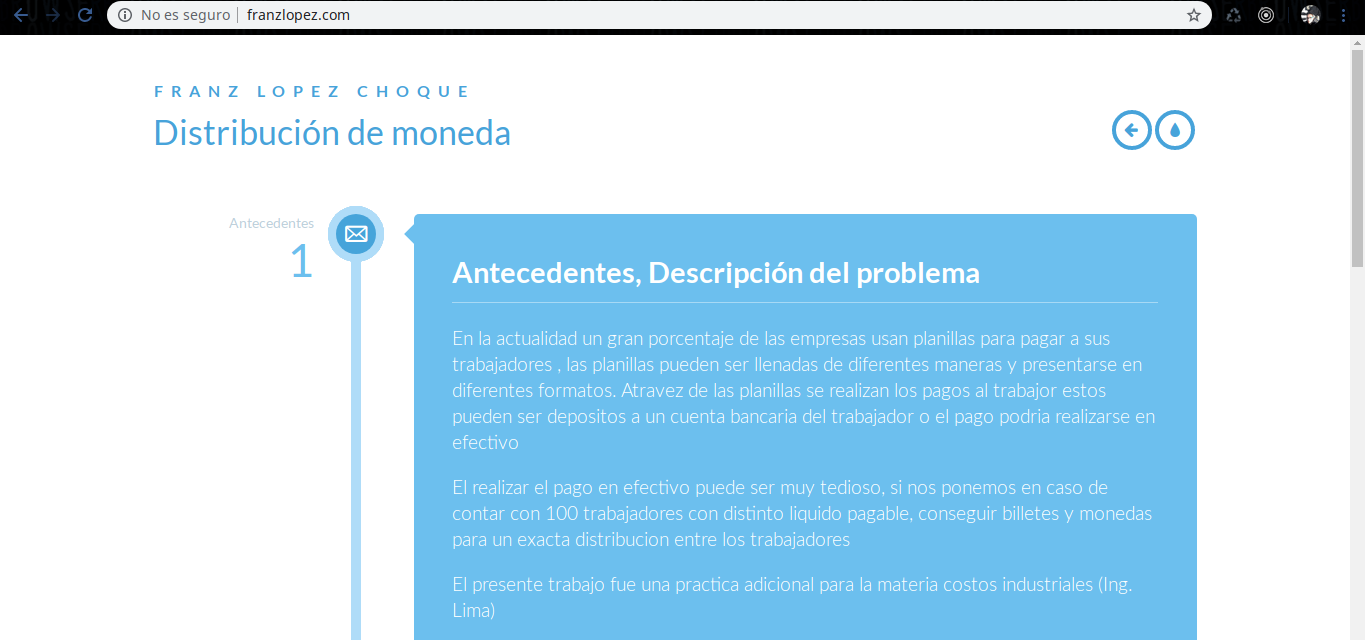 No es seguro | franzlopez.com
FRANZ LOPEZ CHOQUE
Distribución de moneda
Antecedentes
1
Antecedentes, Descripción del problema
En la actualidad un gran porcentaje de las empresas usan planillas para pagar a sus
trabajadores , las planillas pueden ser llenadas de diferentes maneras y presentarse en
diferentes formatos. Atravez de las planillas se realizan los pagos al trabajor estos
pueden ser depositos a un cuenta bancaria del trabajador o el pago podria realizarse en
efectivo
El realizar el pago en efectivo puede ser muy tedioso, si nos ponemos en caso de
contar con 100 trabajadores con distinto liquido pagable, conseguir billetes y monedas
para un exacta distribucion entre los trabajadores
El presente trabajo fue una practica adicional para la materia costos industriales (Ing.
Lima)